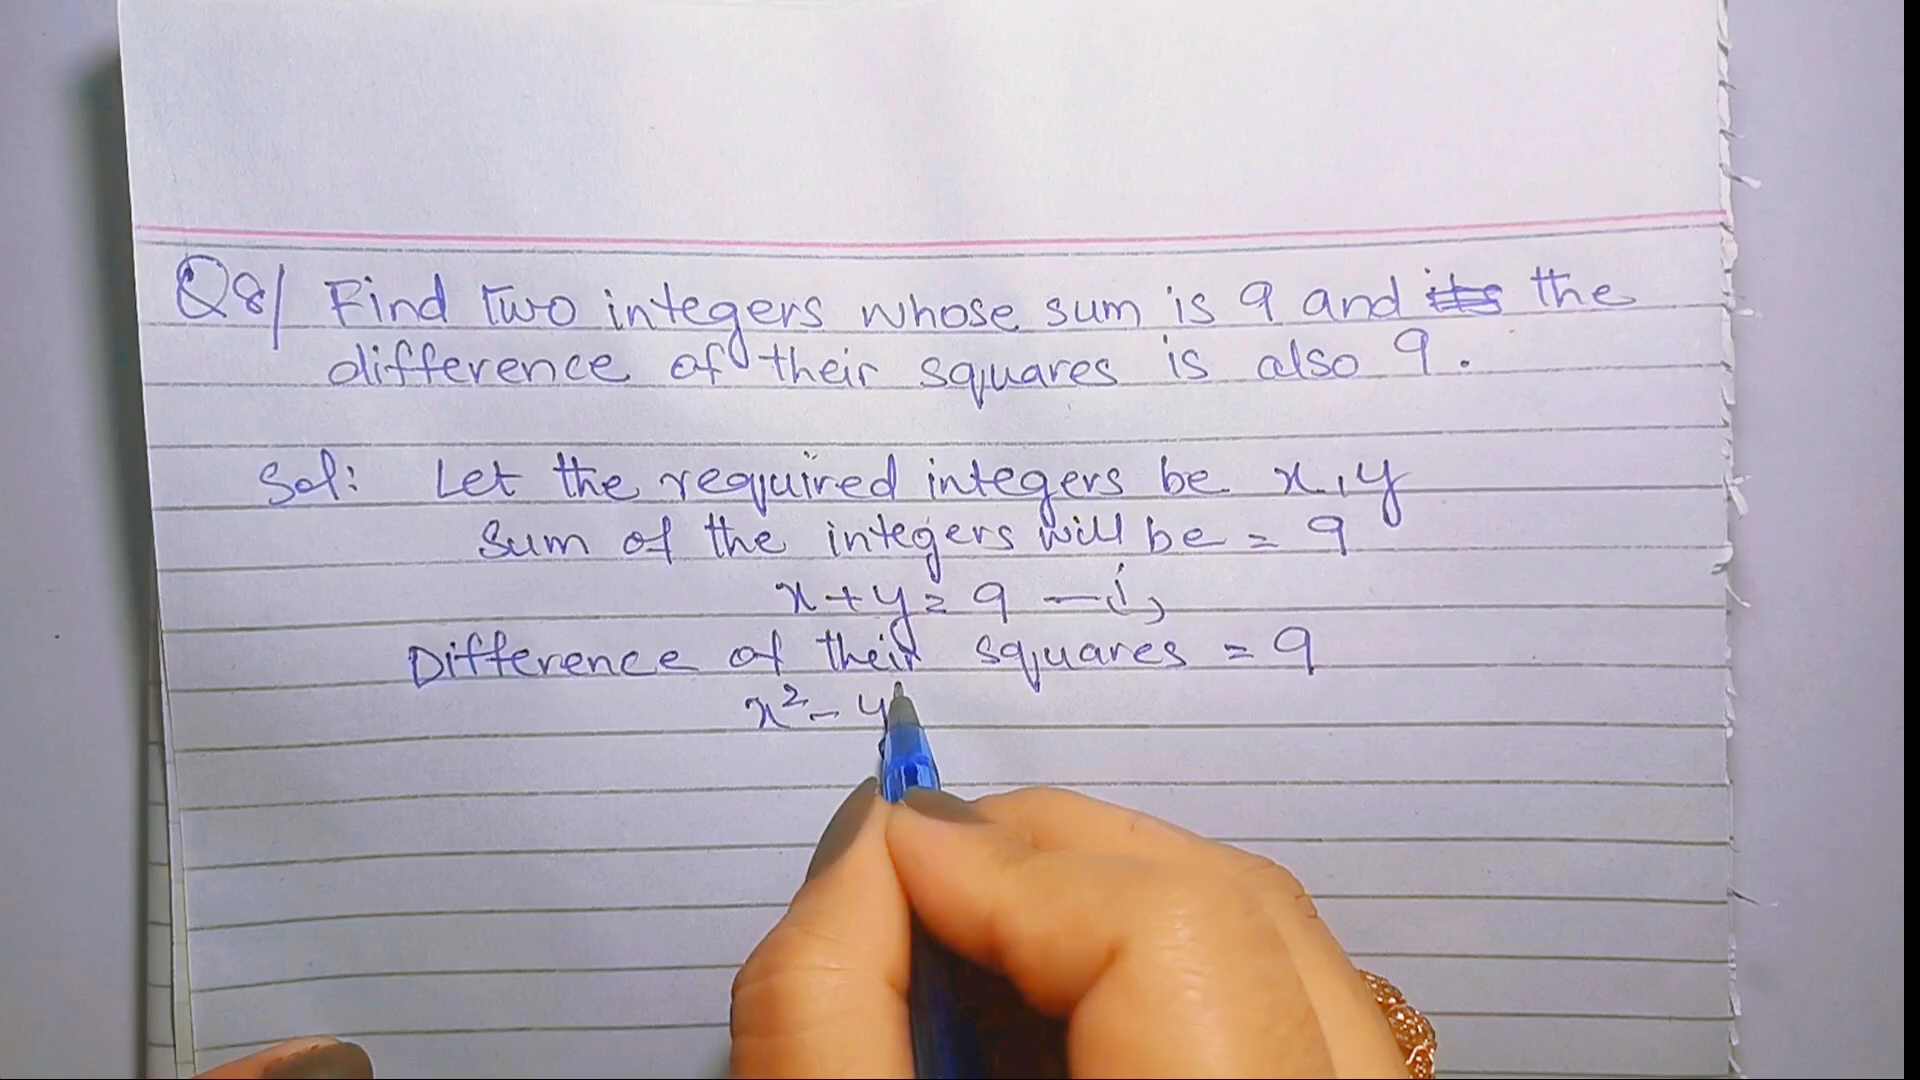 Q8/ Find two integers whose sum is 9 and its the
difference of their squares is also 9.
Sol: Let the required integers be x, y
Sum of the integers will be = 9
x + y = 9 — i)
Difference of their squares = 9
x² - y